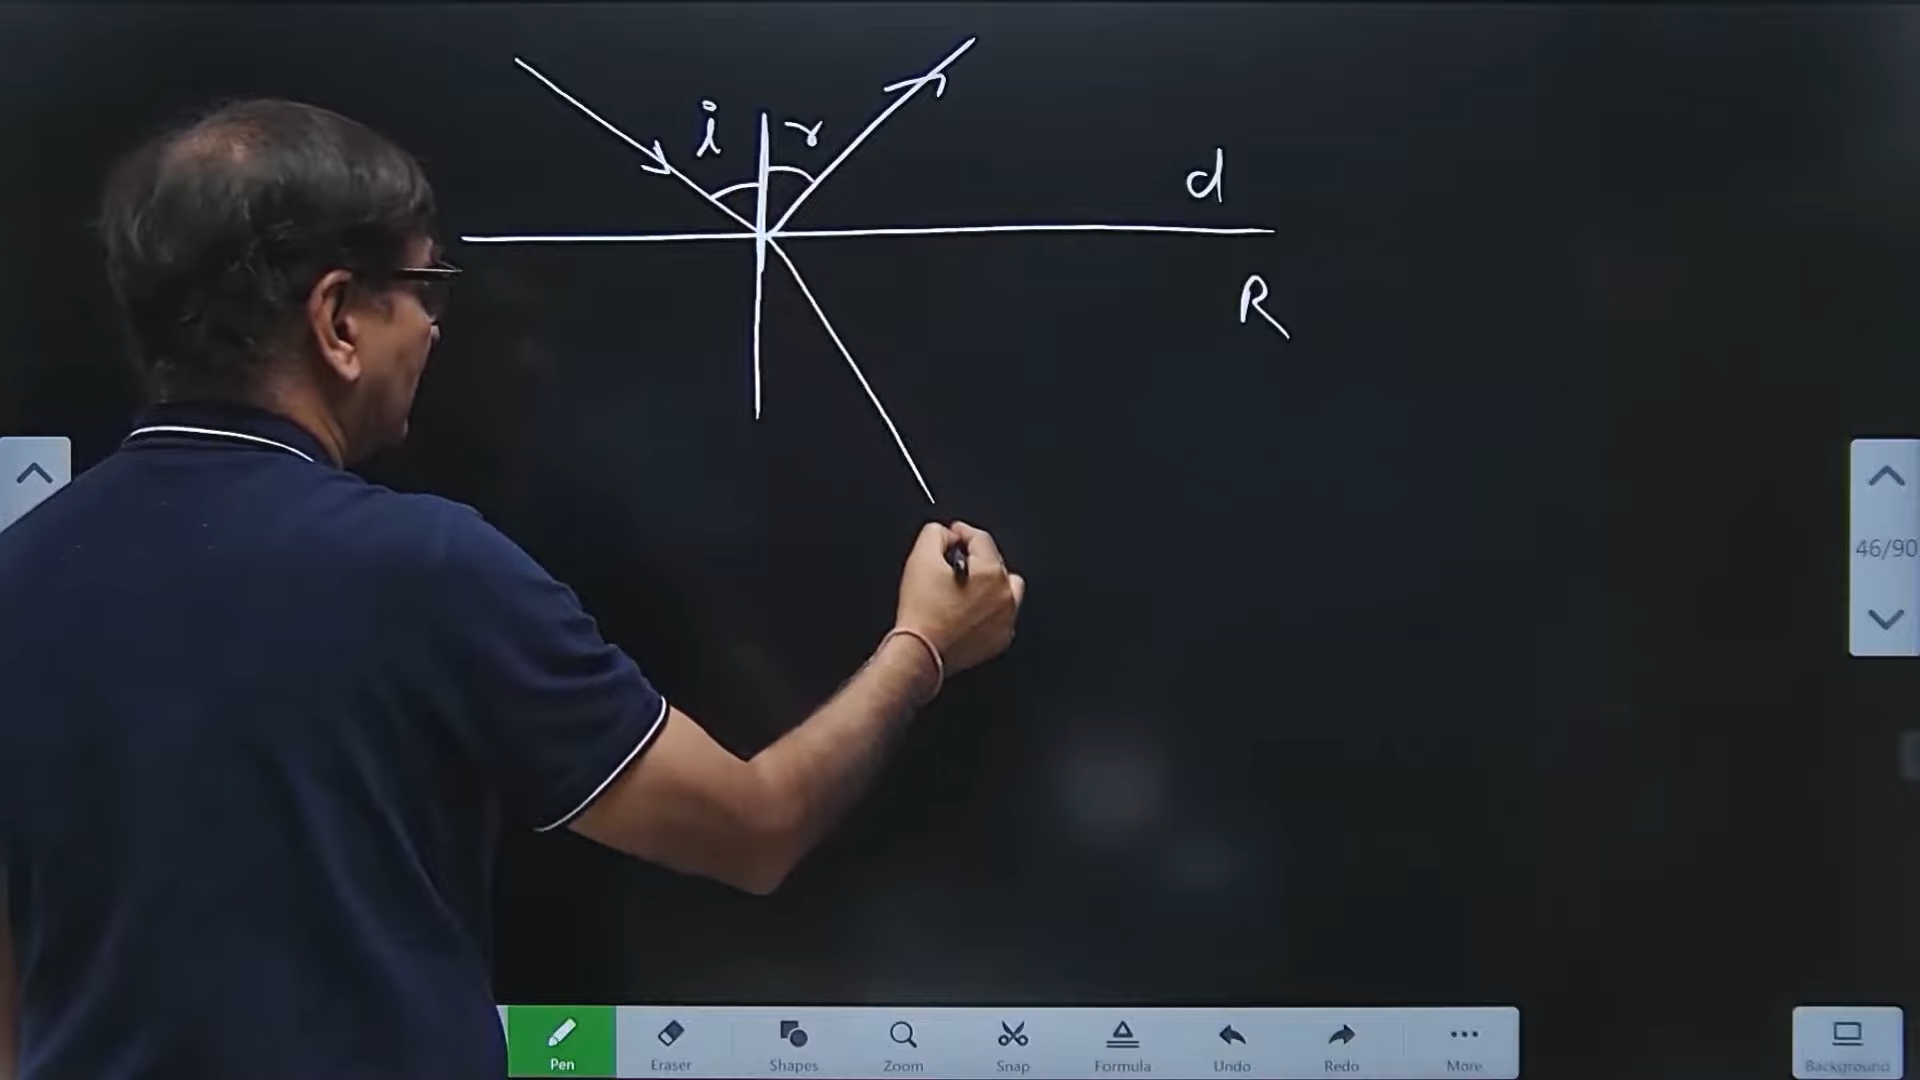 i r
d
R
46/90
Pen Eraser Shapes Zoom Snap Formula Undo Redo More Background